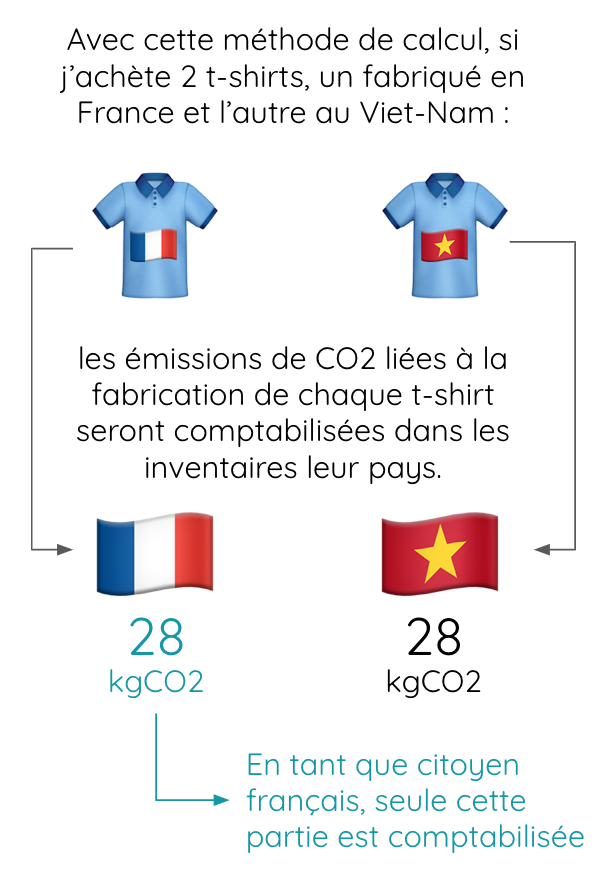 Avec cette méthode de calcul, si
j’achète 2 t-shirts, un fabriqué en
France et l’autre au Viet-Nam :
les émissions de CO2 liées à la
fabrication de chaque t-shirt
seront comptabilisées dans les
inventaires leur pays.
28
kgCO2
28
kgCO2
En tant que citoyen
français, seule cette
partie est comptabilisée